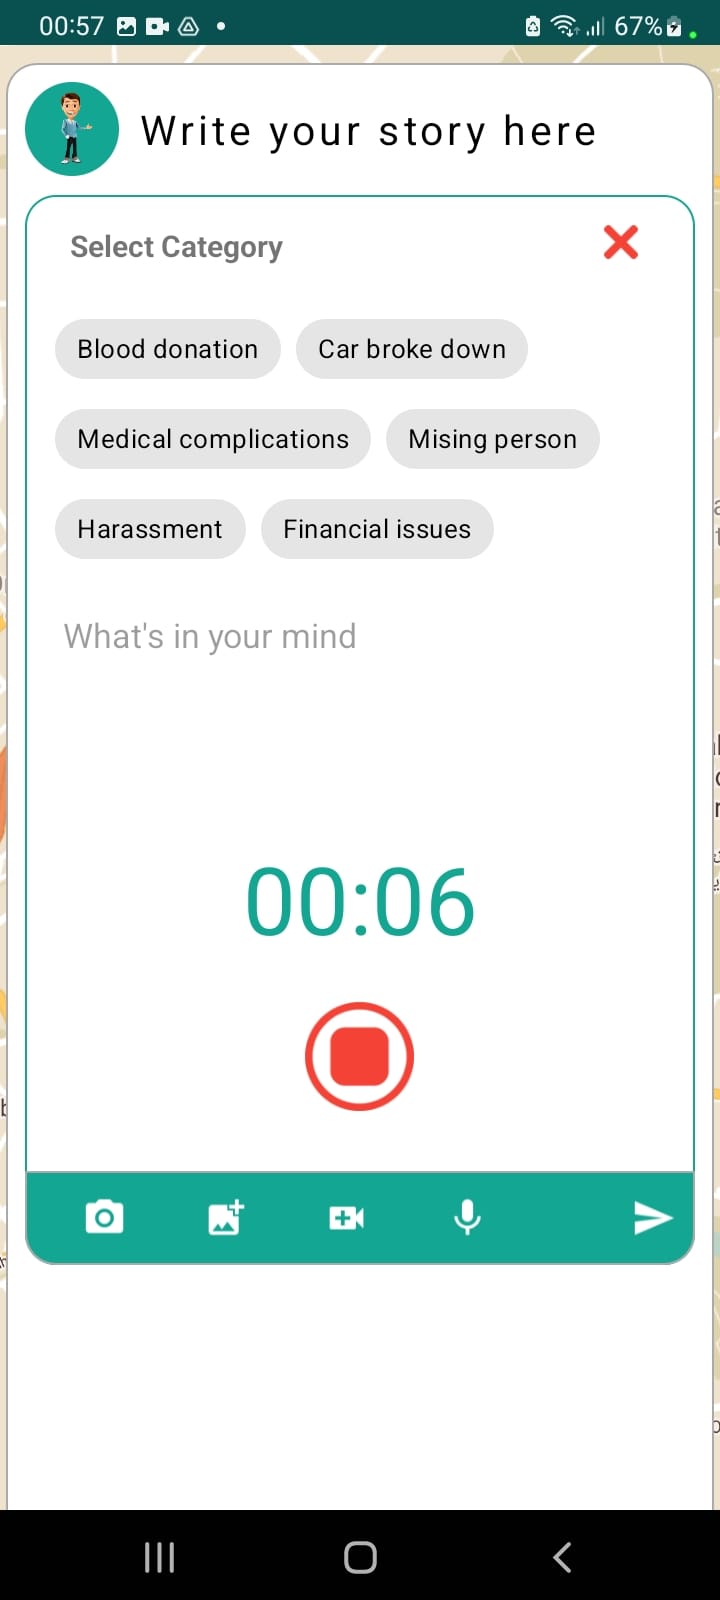 00:57 67%
Write your story here
Select Category
Blood donation Car broke down
Medical complications Mising person
Harassment Financial issues
What's in your mind
00:06